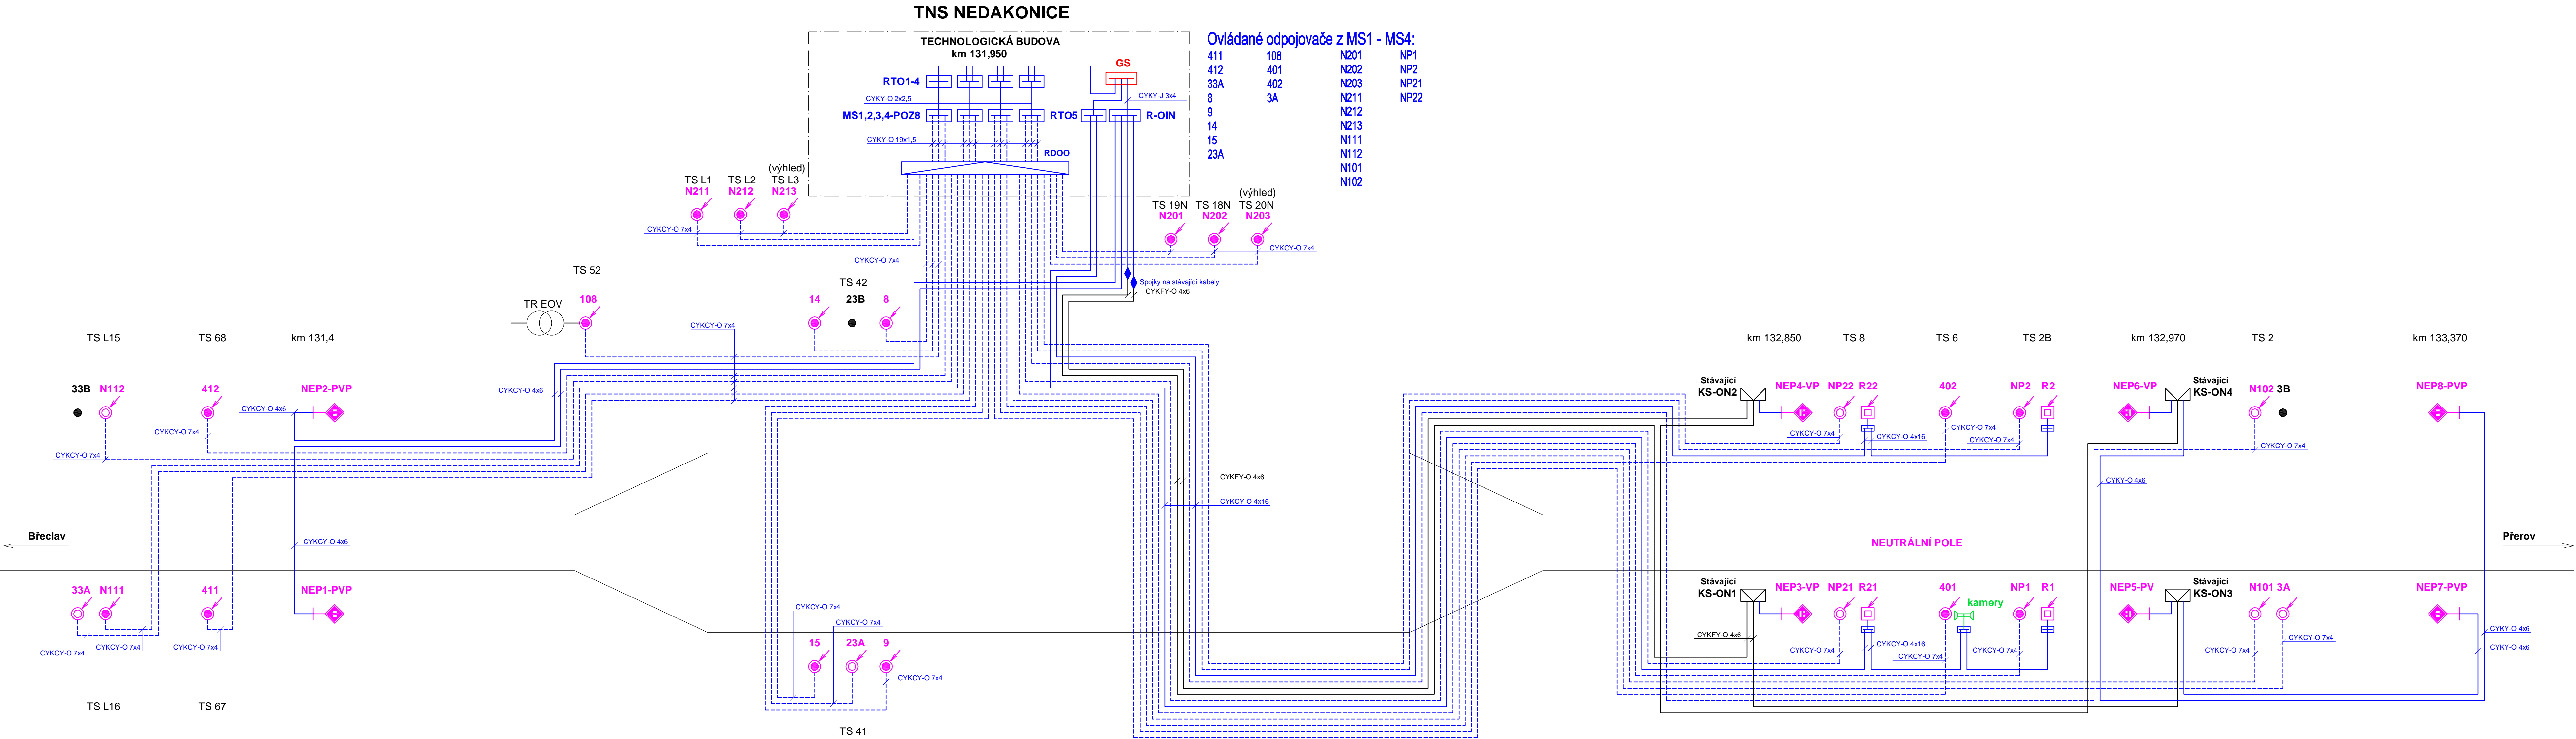 TNS NEDAKONICE
TECHNOLOGICKÁ BUDOVA
km 131,950
GS
RTO1-4
CYKY-O 2x2,5
CYKY-J 3x4
MS1,2,3,4-POZ8
RTO5
R-OIN
CYKY-O 19x1,5
RDOO
Ovládané odpojovače z MS1 - MS4:
411 108 N201 NP1
412 401 N202 NP2
33A 402 N203 NP21
8 3A N211 NP22
9 N212
14 N213
15 N111
23A N112
N101
N102
(výhled)
TS L1 TS L2 TS L3
N211 N212 N213
CYKCY-O 7x4
(výhled)
TS 19N TS 18N TS 20N
N201 N202 N203
CYKCY-O 7x4
CYKCY-O 7x4
TS 52
TR EOV
108
TS 42
14 23B 8
Spojky na stávající kabely
CYKFY-O 4x6
CYKCY-O 7x4
TS L15 TS 68 km 131,4
33B N112 412 NEP2-PVP
CYKCY-O 4x6
CYKCY-O 4x6
CYKCY-O 7x4
CYKCY-O 7x4
km 132,850 TS 8 TS 6 TS 2B km 132,970 TS 2 km 133,370
Stávající
KS-ON2
NEP4-VP NP22 R22 402 NP2 R2 NEP6-VP
Stávající
KS-ON4
N102 3B NEP8-PVP
CYKCY-O 7x4
CYKCY-O 4x16
CYKCY-O 7x4
CYKCY-O 7x4
CYKCY-O 7x4
CYKFY-O 4x6
CYKCY-O 4x16
CYKY-O 4x6
Břeclav
CYKCY-O 4x6
NEUTRÁLNÍ POLE
Přerov
33A N111 411 NEP1-PVP
CYKCY-O 7x4
CYKCY-O 7x4
CYKCY-O 7x4
CYKCY-O 7x4
CYKCY-O 7x4
15 23A 9
CYKCY-O 7x4
Stávající
KS-ON1
NEP3-VP NP21 R21 401 kamery NP1 R1 NEP5-PV
Stávající
KS-ON3
N101 3A NEP7-PVP
CYKFY-O 4x6
CYKCY-O 7x4
CYKCY-O 4x16
CYKCY-O 7x4
CYKCY-O 7x4
CYKCY-O 7x4
CYKCY-O 7x4
CYKY-O 4x6
CYKY-O 4x6
TS L16 TS 67
TS 41